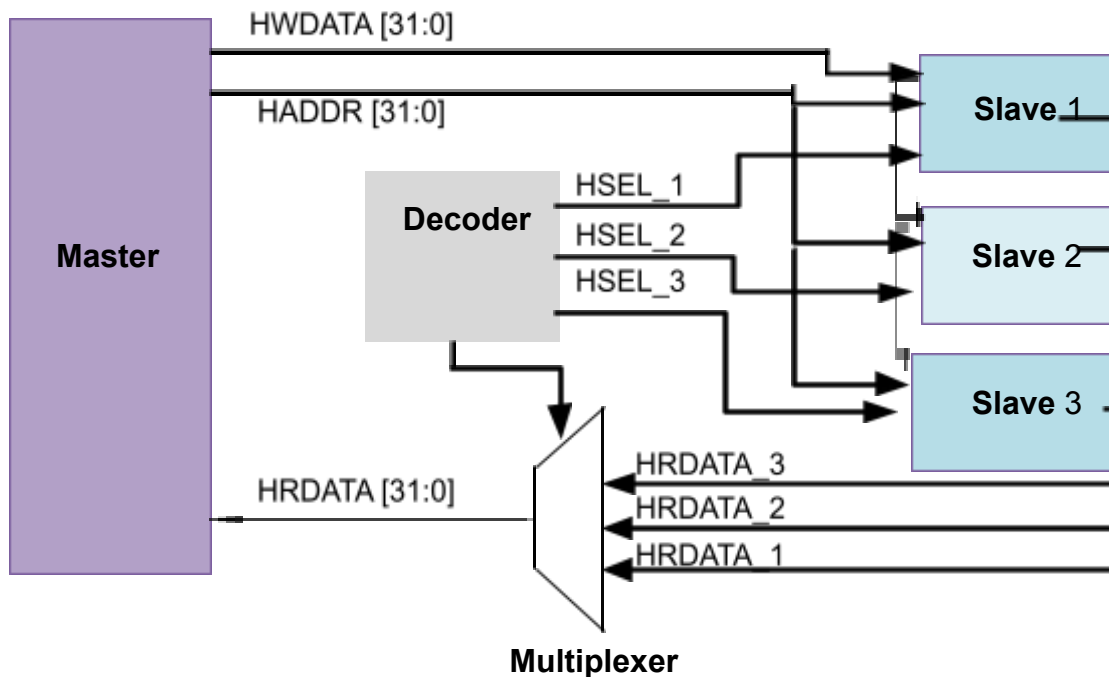 HWDATA [31:0]
HADDR [31:0]
Slave 1
HSEL_1
Decoder
HSEL_2
Master
Slave 2
HSEL_3
Slave 3
HRDATA_3
HRDATA [31:0]
HRDATA_2
HRDATA_1
Multiplexer